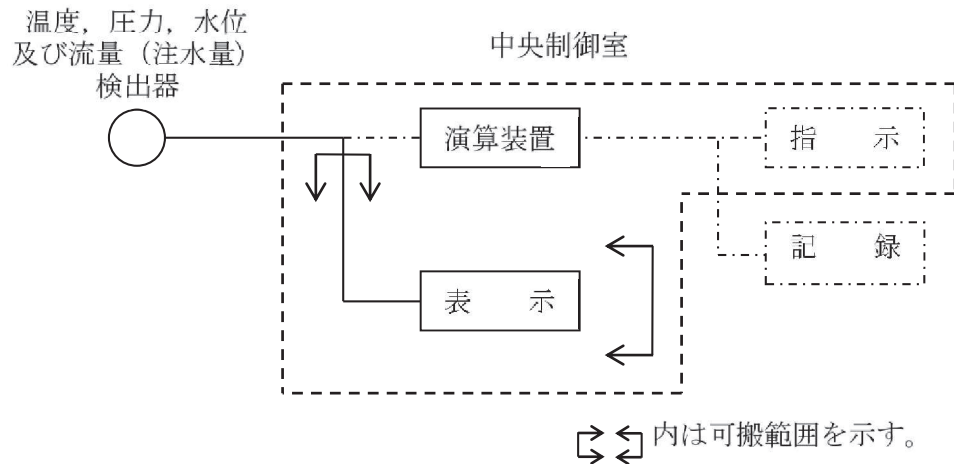 温度，圧力，水位
及び流量（注水量）
検出器
中央制御室
演算装置
指　示
記　録
表　示
内は可搬範囲を示す。